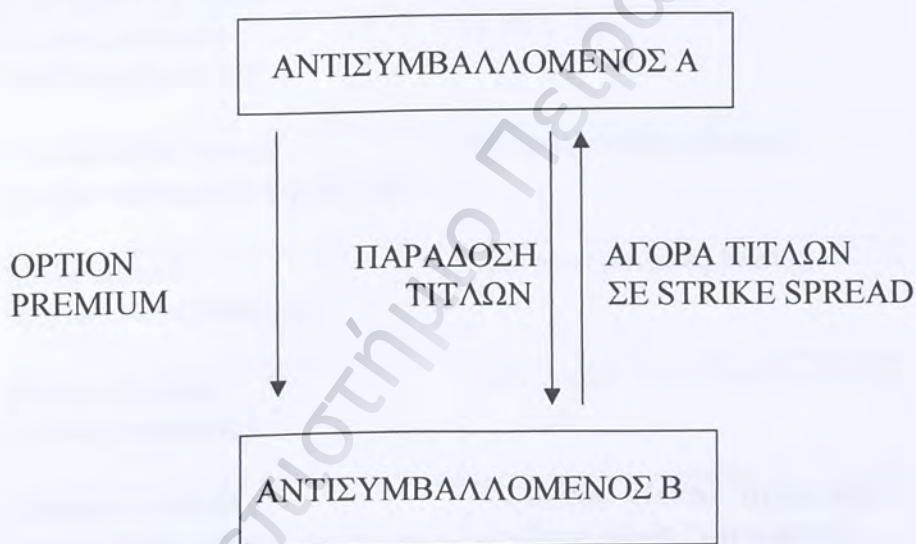 ΑΝΤΙΣΥΜΒΑΛΛΟΜΕΝΟΣ Α
OPTION
PREMIUM
ΠΑΡΑΔΟΣΗ
ΤΙΤΛΩΝ
ΑΓΟΡΑ ΤΙΤΛΩΝ
ΣΕ STRIKE SPREAD
ΑΝΤΙΣΥΜΒΑΛΛΟΜΕΝΟΣ Β